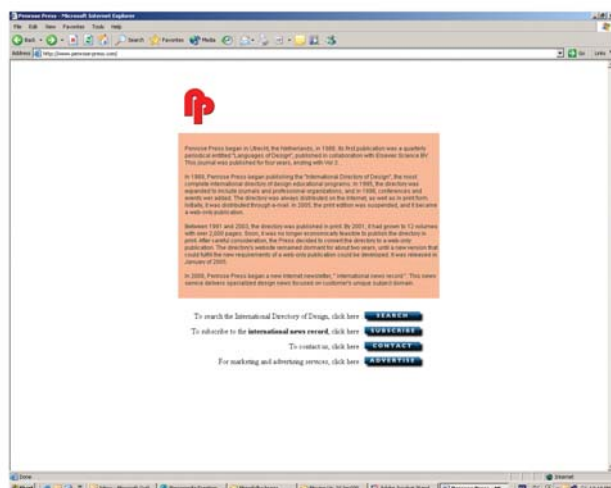 Penrose Press - Microsoft Internet Explorer
File Edit View Favorites Tools Help
Back Search Favorites Media
Address http://www.penrose-press.com/ Go Links
Penrose Press began in Utrecht, the Netherlands, in 1988. Its first publication was a quarterly
periodical entitled "Languages of Design", published in collaboration with Elsevier Science BV.
This journal was published for four years, ending with Vol 3.
In 1989, Penrose Press began publishing the "International Directory of Design", the most
complete international directory of design educational programs. In 1995, the directory was
expanded to include journals and professional organizations, and in 1998, conferences and
events wer added. The directory was always distributed on the Internet, as well as in print form.
Initially, it was distributed through e-mail. In 2005, the print edition was suspended, and it became
a web-only publication.
Between 1991 and 2003, the directory was published in print. By 2001, it had grown to 12 volumes
with over 2,000 pages. Soon, it was no longer economically feasible to publish the directory in
print. After careful consideration, the Press decided to convert the directory to a web-only
publication. The directory's website remained dormant for about two years, until a new version that
could fulfill the new requirements of a web-only publication could be developed. It was released in
January of 2005.
In 2006, Penrose Press began a new internet newsletter, " international news record ". This news
service delivers specialized design news focused on customer's unique subject domain.
To search the International Directory of Design, click here SEARCH
To subscribe to the international news record, click here SUBSCRIBE
To contact us, click here CONTACT
For marketing and advertising services, click here ADVERTISE
Done Internet